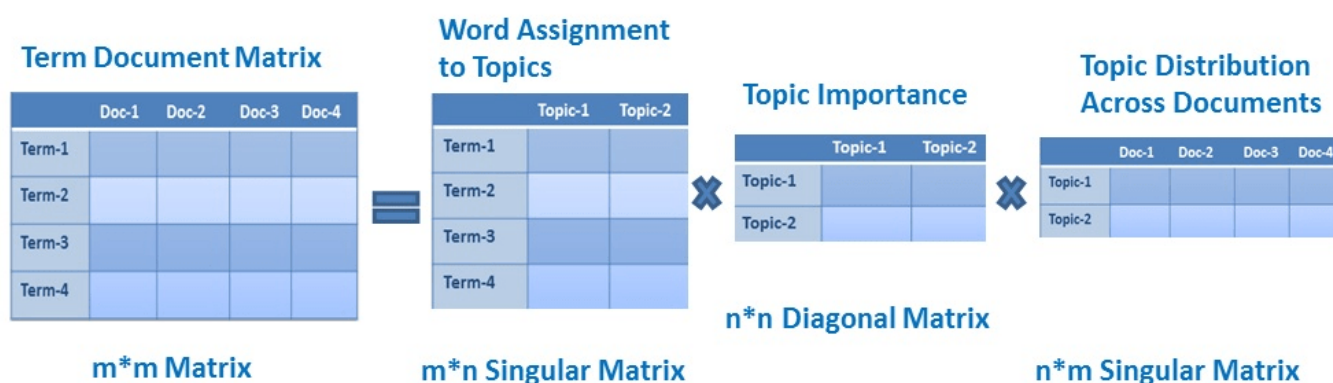 Term Document Matrix
Doc-1 Doc-2 Doc-3 Doc-4
Term-1
Term-2
Term-3
Term-4
m*m Matrix
Word Assignment
to Topics
Topic-1 Topic-2
Term-1
Term-2
Term-3
Term-4
m*n Singular Matrix
Topic Importance
Topic-1 Topic-2
Topic-1
Topic-2
n*n Diagonal Matrix
Topic Distribution
Across Documents
Doc-1 Doc-2 Doc-3 Doc-4
Topic-1
Topic-2
n*m Singular Matrix